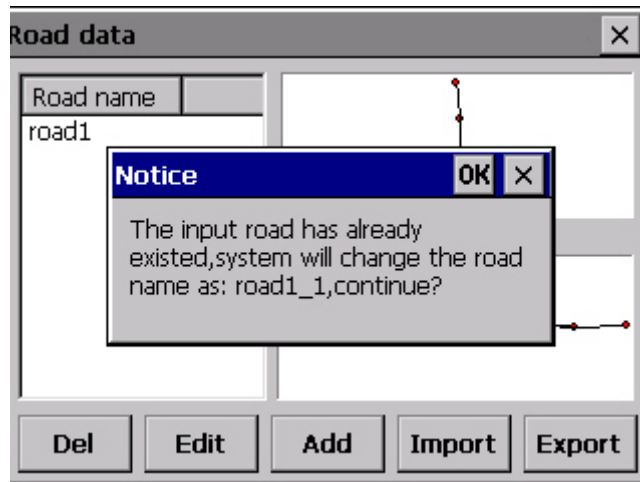 Road data
Road name
road1
Notice OK
The input road has already
existed,system will change the road
name as: road1_1,continue?
Del Edit Add Import Export